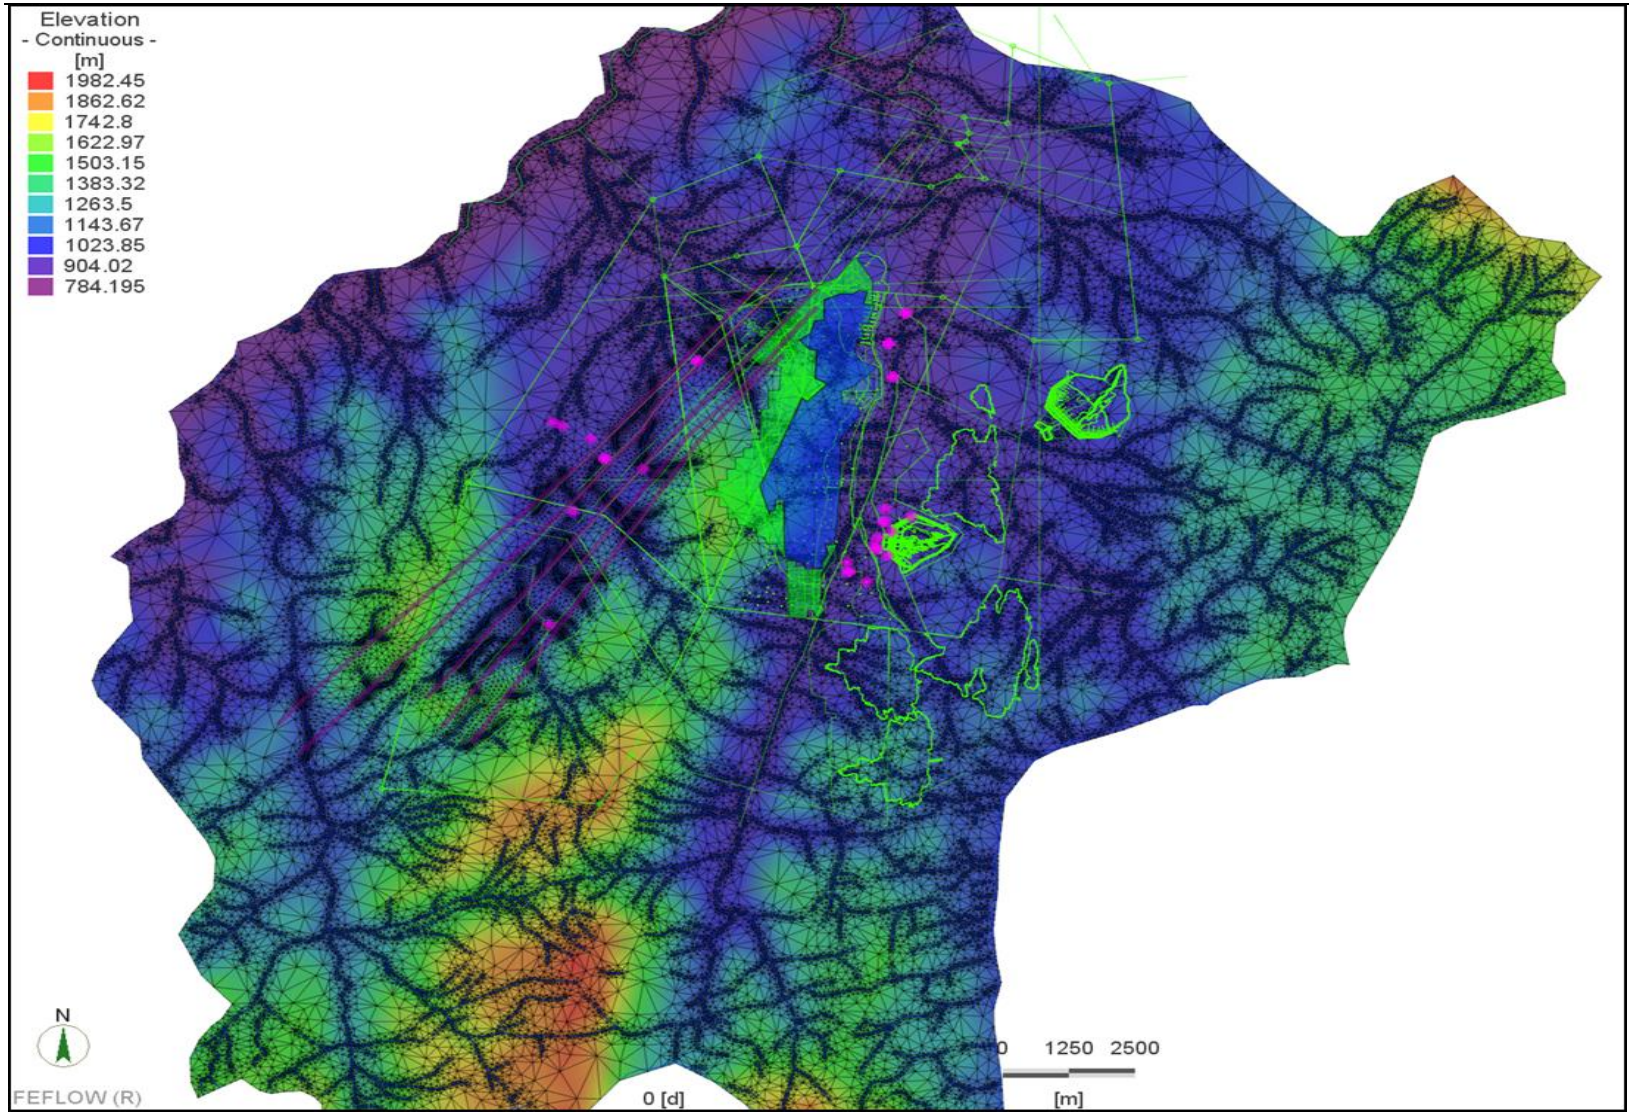 Elevation
- Continuous -
[m]
1982.45
1862.62
1742.8
1622.97
1503.15
1383.32
1263.5
1143.67
1023.85
904.02
784.195
N
FEFLOW (R)
0 [d]
0 1250 2500
[m]